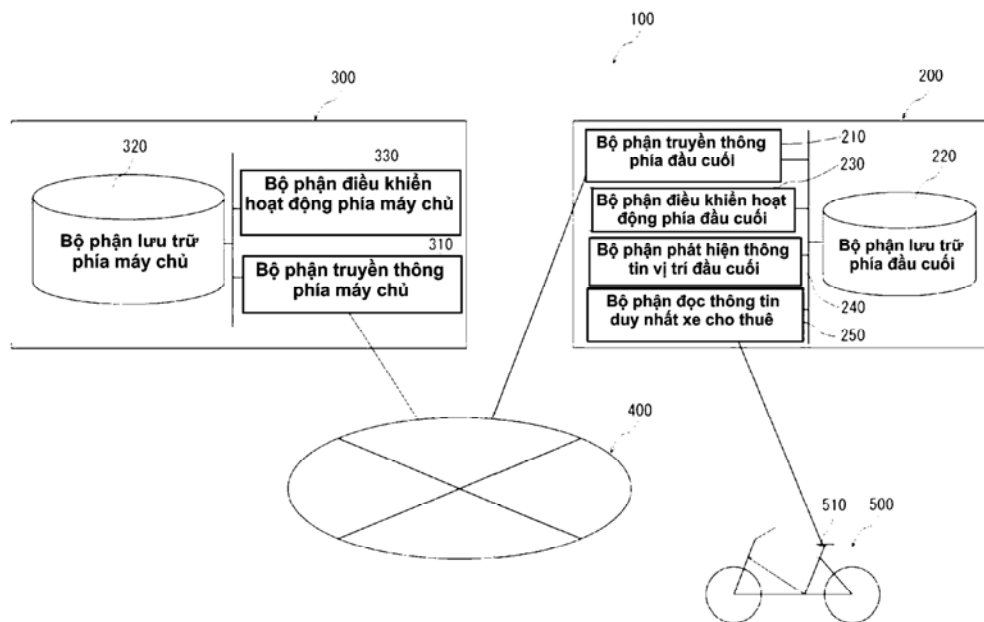 100
300
200
320
330
Bộ phận điều khiển
hoạt động phía máy chủ
310
Bộ phận lưu trữ
phía máy chủ
Bộ phận truyền thông
phía máy chủ
Bộ phận truyền thông
phía đầu cuối
210
230
Bộ phận điều khiển hoạt
động phía đầu cuối
220
Bộ phận phát hiện thông
tin vị trí đầu cuối
Bộ phận lưu trữ
phía đầu cuối
240
Bộ phận đọc thông tin
duy nhất xe cho thuê
250
400
510
500